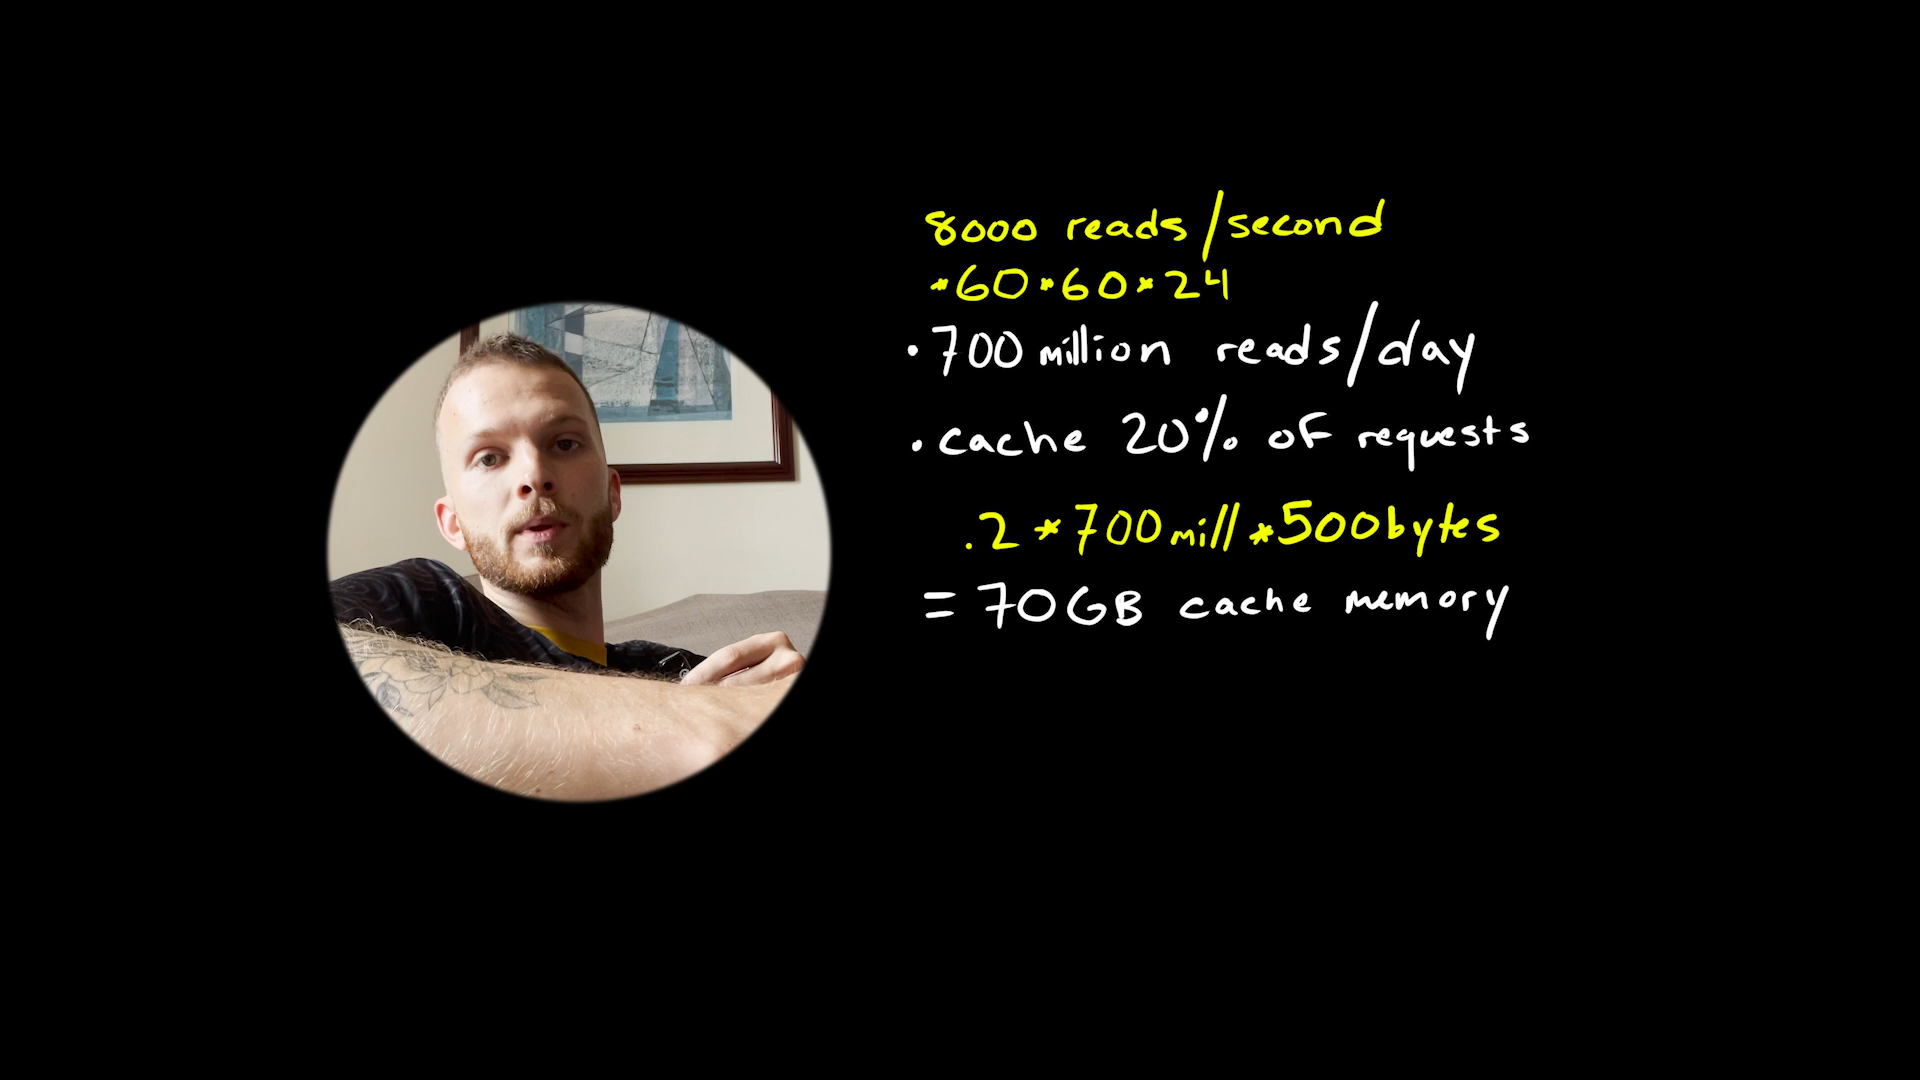 8000 reads/second
*60*60*24
• 700 million reads/day
• cache 20% of requests
.2 * 700 mill * 500 bytes
= 70GB cache memory